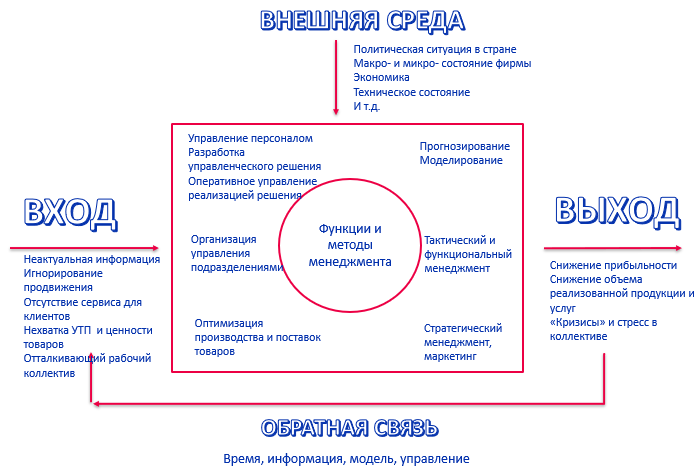 ВНЕШНЯЯ СРЕДА
Политическая ситуация в стране
Макро- и микро- состояние фирмы
Экономика
Техническое состояние
И т.д.
Управление персоналом
Разработка
управленческого решения
Оперативное управление
реализацией решения
Прогнозирование
Моделирование
ВХОД
Неактуальная информация
Игнорирование
продвижения
Отсутствие сервиса для
клиентов
Нехватка УТП и ценности
товаров
Отталкивающий рабочий
коллектив
Организация
управления
подразделениями
Функции и
методы
менеджмента
Тактический и
функциональный
менеджмент
Оптимизация
производства и поставок
товаров
Стратегический
менеджмент,
маркетинг
ВЫХОД
Снижение прибыльности
Снижение объема
реализованной продукции и
услуг
«Кризисы» и стресс в
коллективе
ОБРАТНАЯ СВЯЗЬ
Время, информация, модель, управление